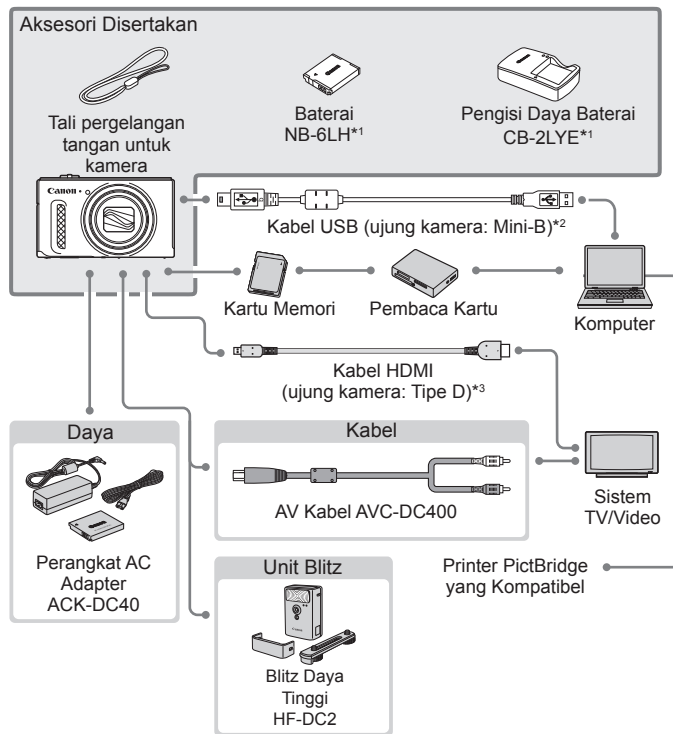 Aksesori Disertakan
Tali pergelangan
tangan untuk
kamera
Baterai
NB-6LH*1
Pengisi Daya Baterai
CB-2LYE*1
Canon
Kabel USB (ujung kamera: Mini-B)*2
Kartu Memori
Pembaca Kartu
Komputer
Kabel HDMI
(ujung kamera: Tipe D)*3
Daya
Perangkat AC
Adapter
ACK-DC40
Kabel
AV Kabel AVC-DC400
Sistem
TV/Video
Unit Blitz
Blitz Daya
Tinggi
HF-DC2
Printer PictBridge
yang Kompatibel